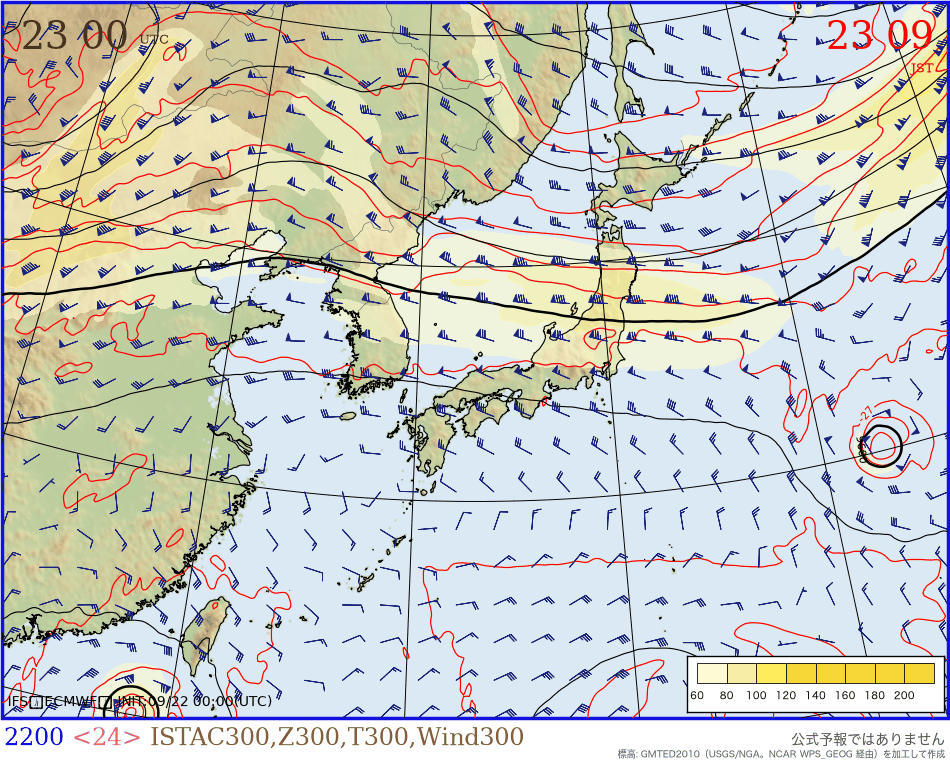 23 00 UTC
23 09
JST
-27
9680
60 80 100 120 140 160 180 200
IFS ECMWF INIT:09/22 00:00(UTC)
2200 <24> ISTAC300,Z300,T300,Wind300
公式予報ではありません
標高: GMTED2010（USGS/NGA。NCAR WPS_GEOG 経由）を加工して作成